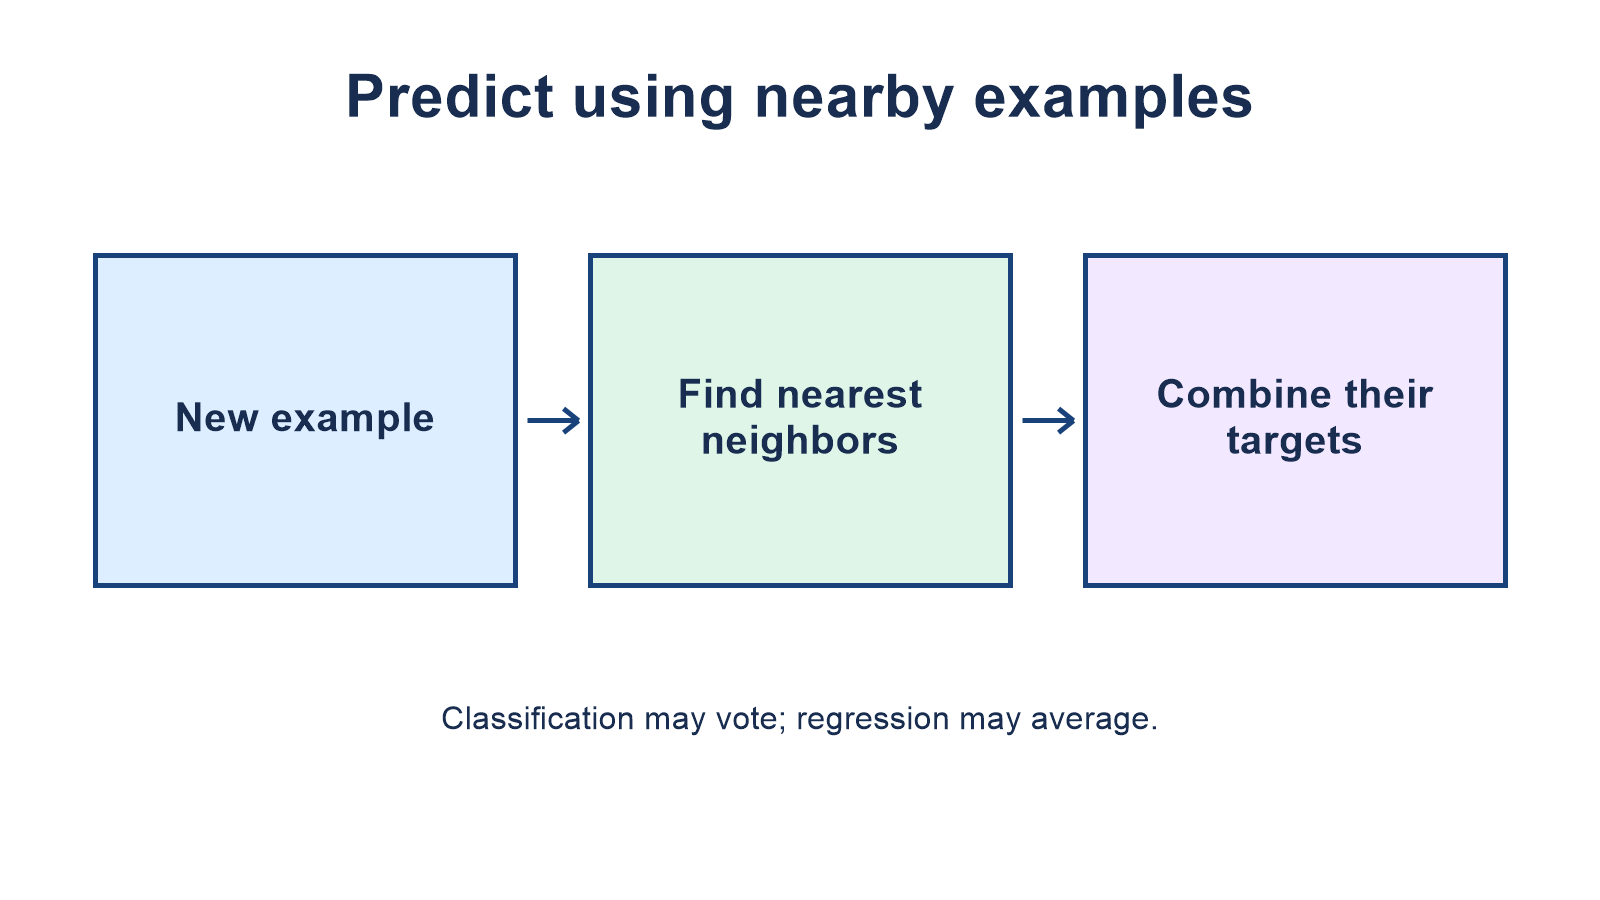 Predict using nearby examples
New example
Find nearest
neighbors
Combine their
targets
Classification may vote; regression may average.